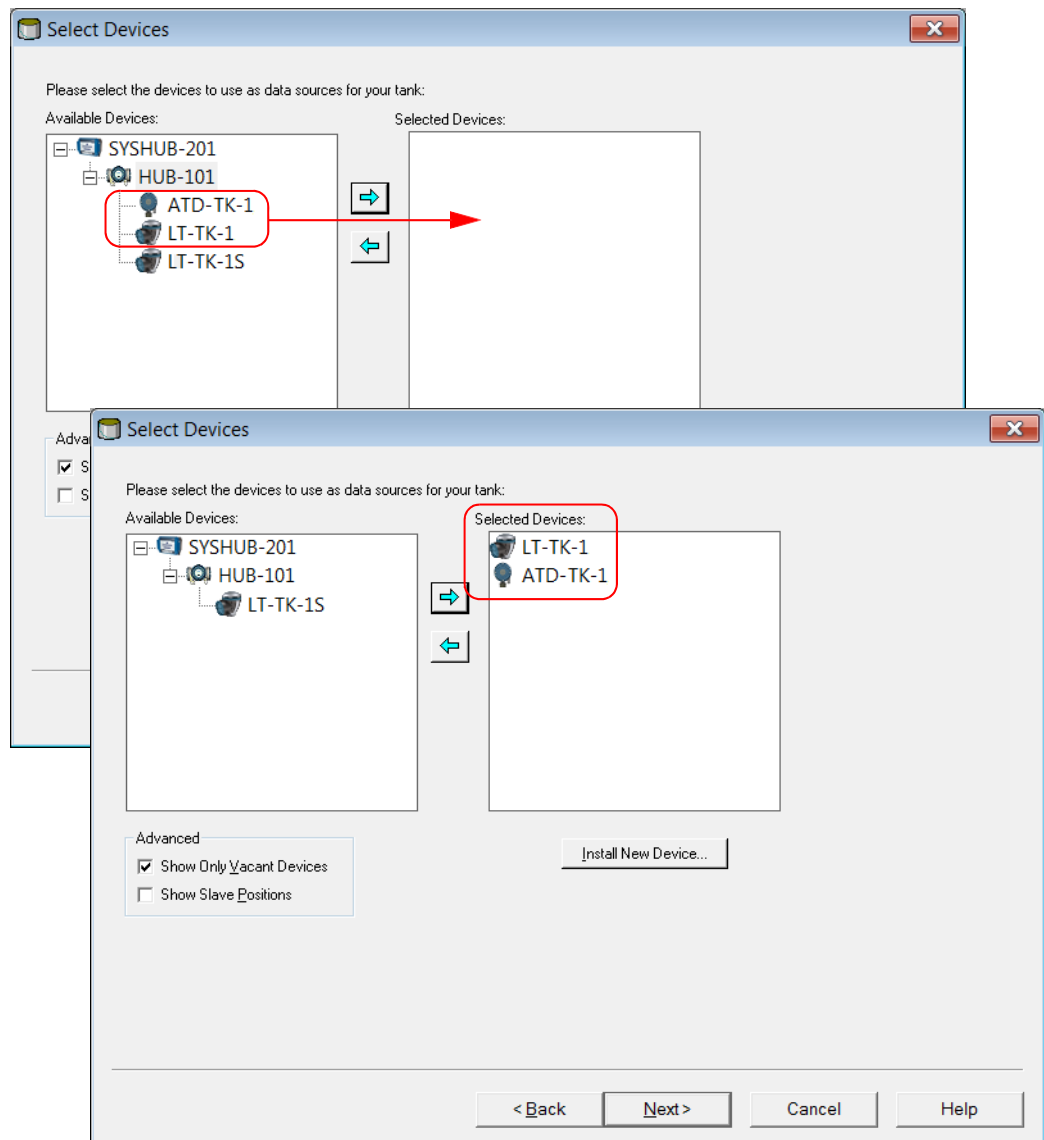 Select Devices
Please select the devices to use as data sources for your tank:
Available Devices:
Selected Devices:
SYSHUB-201
HUB-101
ATD-TK-1
LT-TK-1
LT-TK-1S
Select Devices
Please select the devices to use as data sources for your tank:
Available Devices:
Selected Devices:
SYSHUB-201
HUB-101
LT-TK-1S
LT-TK-1
ATD-TK-1
Advanced
Show Only Vacant Devices
Show Slave Positions
Install New Device...
< Back
Next >
Cancel
Help